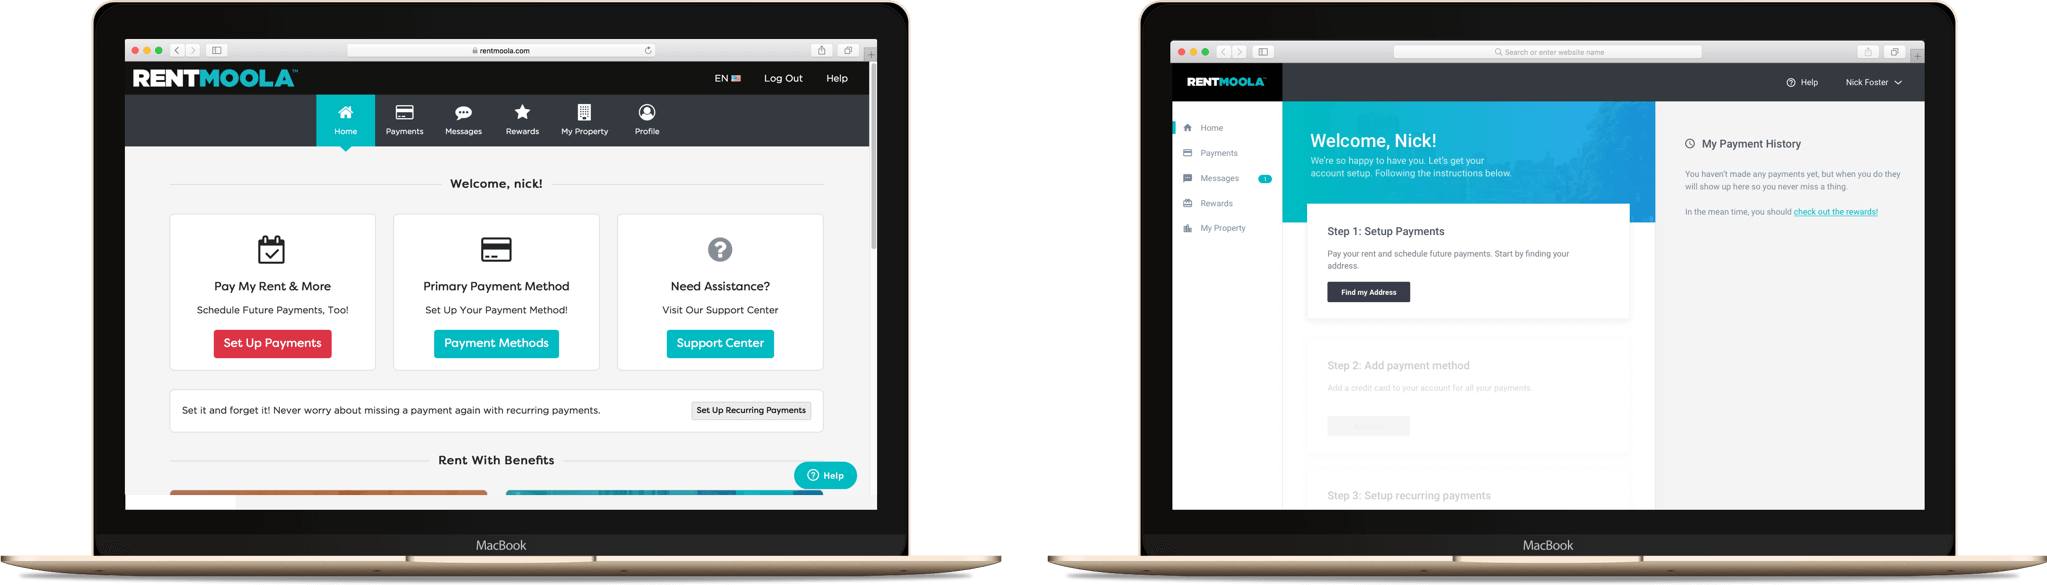 rentmoola.com
RENTMOOLA™
EN
Log Out
Help
Home
Payments
Messages
Rewards
My Property
Profile
Welcome, nick!
Pay My Rent & More
Schedule Future Payments, Too!
Set Up Payments
Primary Payment Method
Set Up Your Payment Method!
Payment Methods
Need Assistance?
Visit Our Support Center
Support Center
Set it and forget it! Never worry about missing a payment again with recurring payments.
Set Up Recurring Payments
Rent With Benefits
Help
MacBook
Search or enter website name
RENTMOOLA™
Help
Nick Foster
Home
Payments
Messages
1
Rewards
My Property
Welcome, Nick!
We're so happy to have you. Let's get your
account setup. Following the instructions below.
Step 1: Setup Payments
Pay your rent and schedule future payments. Start by finding your
address.
Find my Address
Step 2: Add payment method
Add a credit card to your account for all your payments.
Step 3: Setup recurring payments
My Payment History
You haven't made any payments yet, but when you do they
will show up here so you never miss a thing.
In the mean time, you should check out the rewards!
MacBook